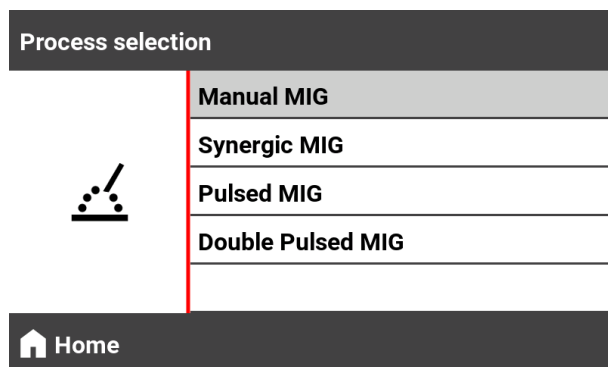 Process selection
Manual MIG
Synergic MIG
Pulsed MIG
Double Pulsed MIG
Home